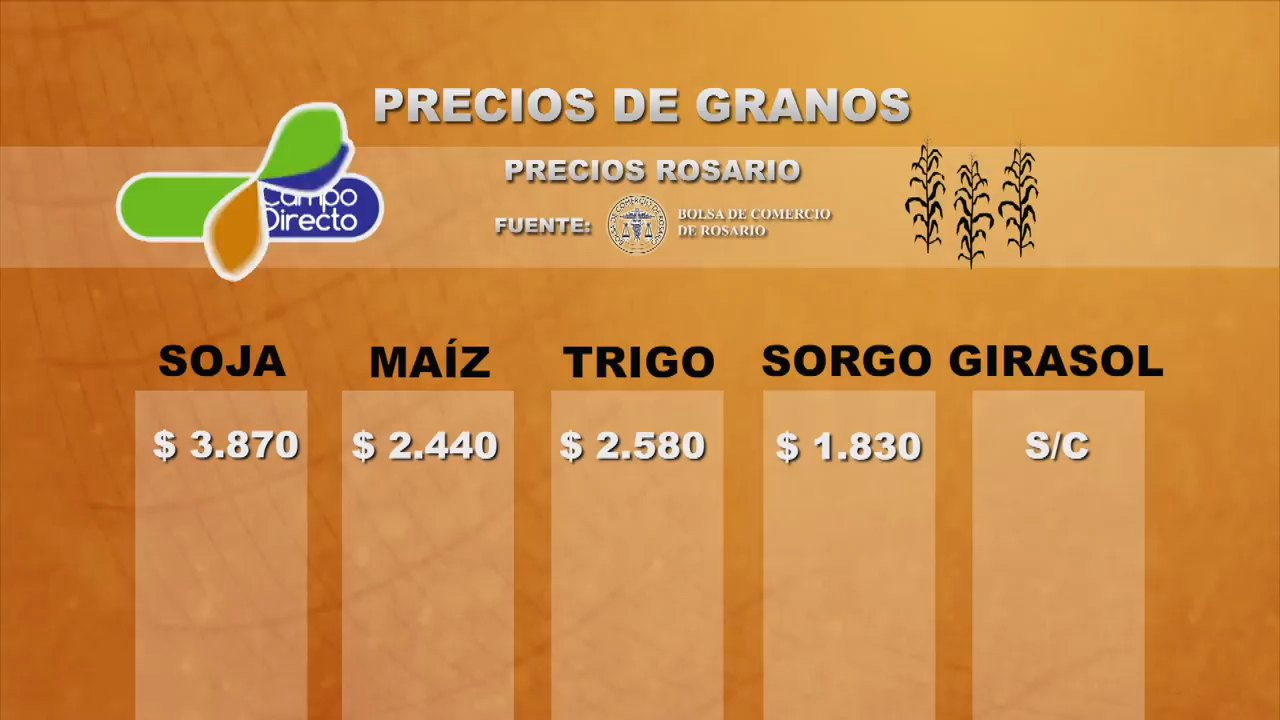 PRECIOS DE GRANOS
PRECIOS ROSARIO
Campo
Directo
FUENTE:
BOLSA DE COMERCIO
DE ROSARIO
SOJA MAÍZ TRIGO SORGO GIRASOL
$ 3.870 $ 2.440 $ 2.580 $ 1.830 S/C